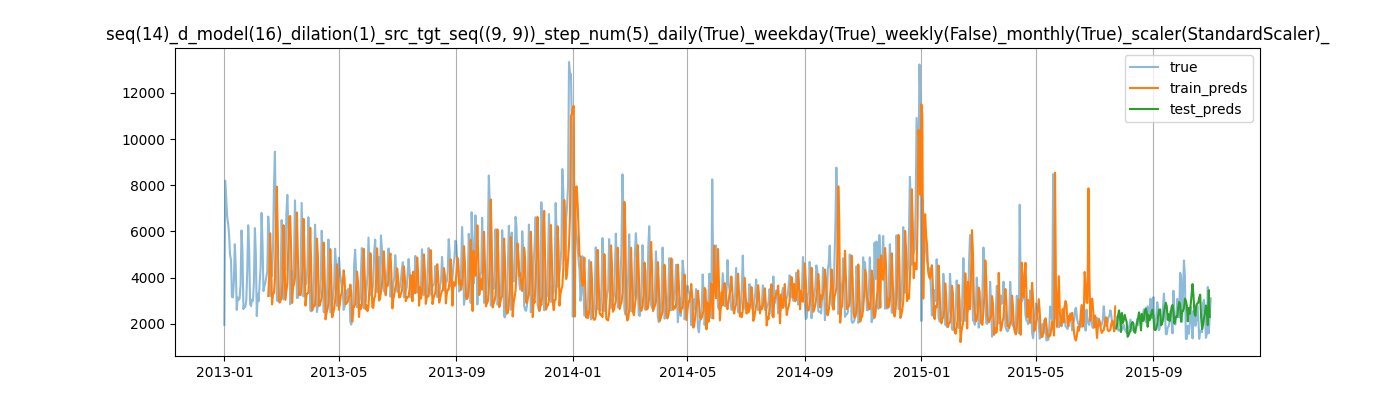 seq(14)_d_model(16)_dilation(1)_src_tgt_seq((9, 9))_step_num(5)_daily(True)_weekday(True)_weekly(False)_monthly(True)_scaler(StandardScaler)_
true
train_preds
test_preds
12000
10000
8000
6000
4000
2000
2013-01 2013-05 2013-09 2014-01 2014-05 2014-09 2015-01 2015-05 2015-09